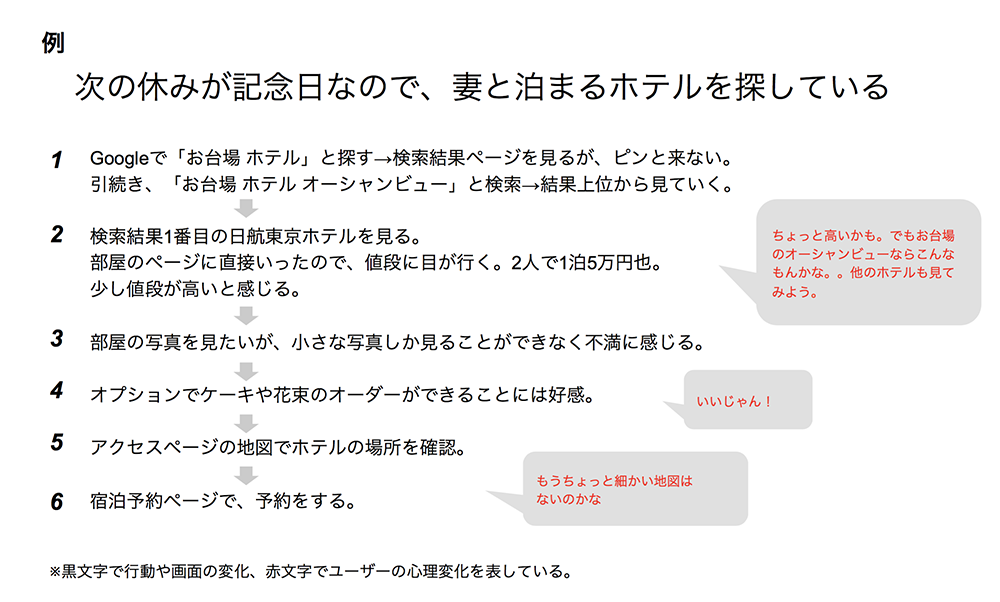 例
次の休みが記念日なので、妻と泊まるホテルを探している
1
Googleで「お台場 ホテル」と探す→検索結果ページを見るが、ピンと来ない。
引続き、「お台場 ホテル オーシャンビュー」と検索→結果上位から見ていく。
2
検索結果1番目の日航東京ホテルを見る。
部屋のページに直接いったので、値段に目が行く。2人で1泊5万円也。
少し値段が高いと感じる。
ちょっと高いかも。でもお台場
のオーシャンビューならこんな
もんかな。。他のホテルも見て
みよう。
3
部屋の写真を見たいが、小さな写真しか見ることができなく不満に感じる。
4
オプションでケーキや花束のオーダーができることには好感。
いいじゃん！
5
アクセスページの地図でホテルの場所を確認。
もうちょっと細かい地図は
ないのかな
6
宿泊予約ページで、予約をする。
※黒文字で行動や画面の変化、赤文字でユーザーの心理変化を表している。